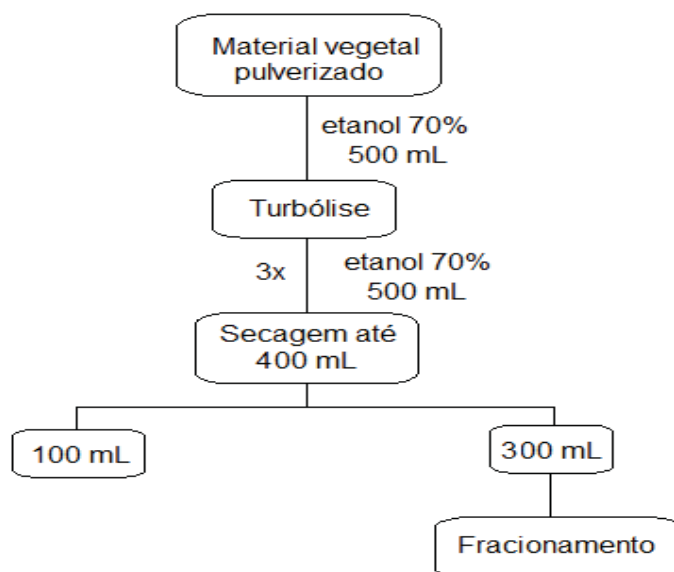 Material vegetal
pulverizado
etanol 70%
500 mL
Turbólise
3x
etanol 70%
500 mL
Secagem até
400 mL
100 mL
300 mL
Fracionamento